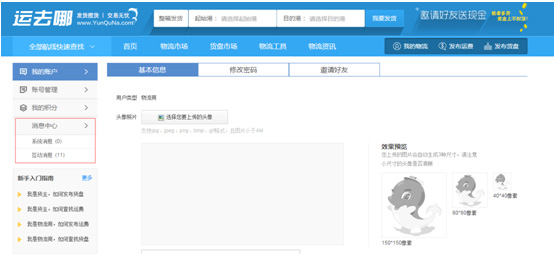 运去哪 发货拥货 | 交易无忧
www.YunQuNa.Com
整箱发货 起始港: 请选择起始港 目的港: 请选择目的港 我要发货
邀请好友送现金
全部航线快速查找 首页 物流市场 货盘市场 物流工具 物流资讯 我的物流 发布运费 发布货盘
我的账户
账号管理
我的积分
消息中心
系统消息 (0)
互动消息 (11)
新手入门指南 更多
我是货主,如何发布货盘
我是货主,如何查找运费
我是物流商,如何发布运费
我是物流商,如何查找货盘
基本信息 修改密码 邀请好友
用户类型 物流商
头像照片 选择您要上传的头像
支持jpg、jpeg、png、bmp、gif格式,且图片小于4M
效果预览
您上传的图片会自动生成3种尺寸,请注意
小尺寸的头像是否清晰
150*150像素
80*80像素
40*40像素